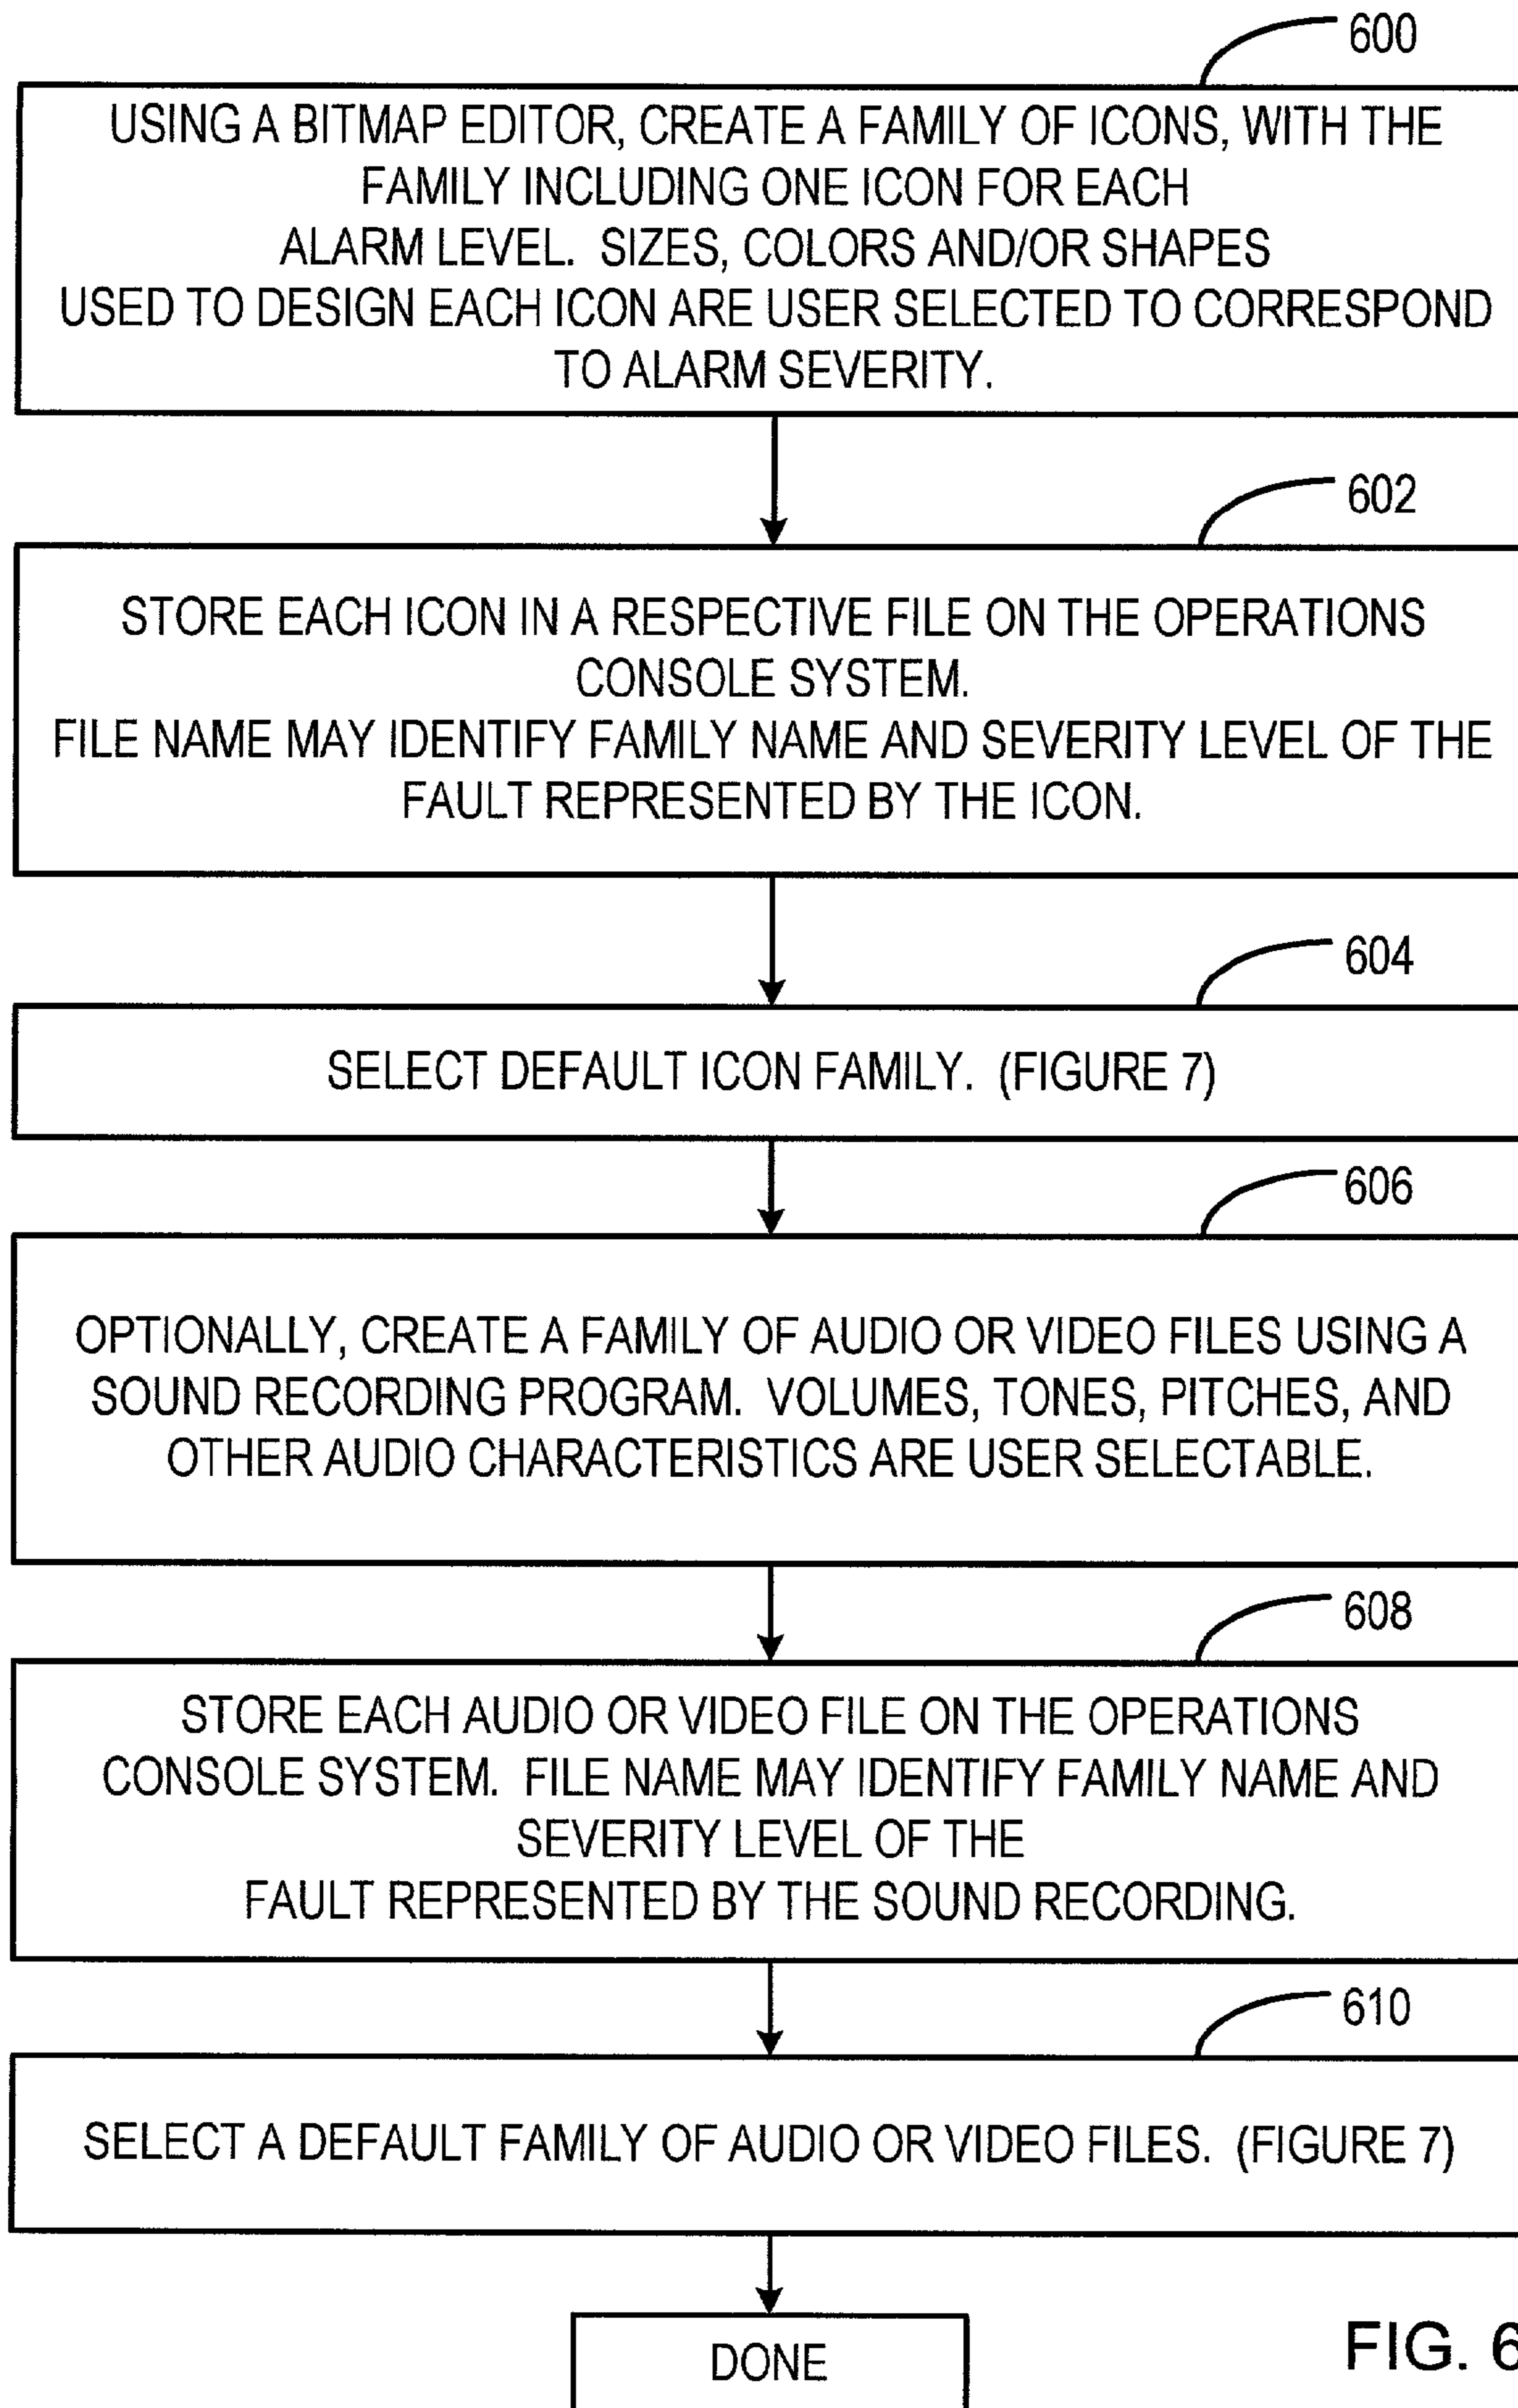 600
USING A BITMAP EDITOR, CREATE A FAMILY OF ICONS, WITH THE
FAMILY INCLUDING ONE ICON FOR EACH
ALARM LEVEL. SIZES, COLORS AND/OR SHAPES
USED TO DESIGN EACH ICON ARE USER SELECTED TO CORRESPOND
TO ALARM SEVERITY.
602
STORE EACH ICON IN A RESPECTIVE FILE ON THE OPERATIONS
CONSOLE SYSTEM.
FILE NAME MAY IDENTIFY FAMILY NAME AND SEVERITY LEVEL OF THE
FAULT REPRESENTED BY THE ICON.
604
SELECT DEFAULT ICON FAMILY. (FIGURE 7)
606
OPTIONALLY, CREATE A FAMILY OF AUDIO OR VIDEO FILES USING A
SOUND RECORDING PROGRAM. VOLUMES, TONES, PITCHES, AND
OTHER AUDIO CHARACTERISTICS ARE USER SELECTABLE.
608
STORE EACH AUDIO OR VIDEO FILE ON THE OPERATIONS
CONSOLE SYSTEM. FILE NAME MAY IDENTIFY FAMILY NAME AND
SEVERITY LEVEL OF THE
FAULT REPRESENTED BY THE SOUND RECORDING.
610
SELECT A DEFAULT FAMILY OF AUDIO OR VIDEO FILES. (FIGURE 7)
DONE
FIG. 6